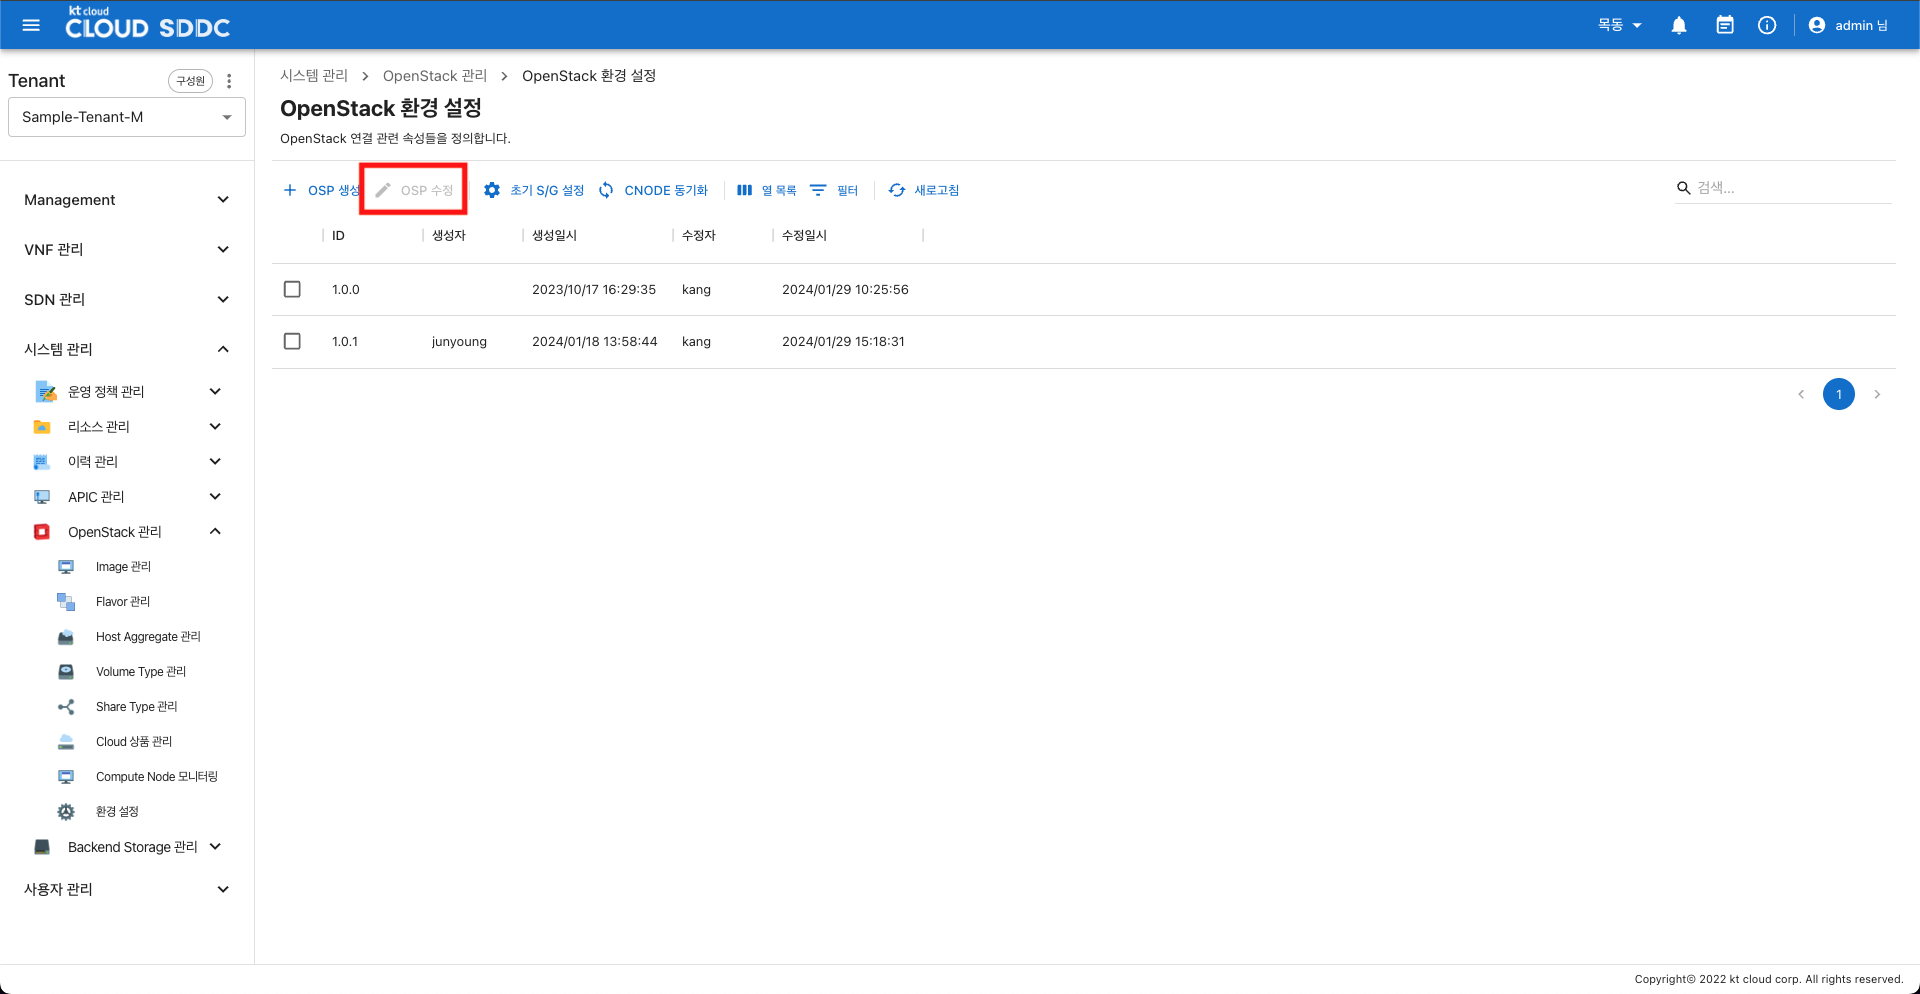 kt cloud
CLOUD SDDC
목동
admin 님
Tenant
구성원
Sample-Tenant-M
Management
VNF 관리
SDN 관리
시스템 관리
운영 정책 관리
리소스 관리
이력 관리
APIC 관리
OpenStack 관리
Image 관리
Flavor 관리
Host Aggregate 관리
Volume Type 관리
Share Type 관리
Cloud 상품 관리
Compute Node 모니터링
환경 설정
Backend Storage 관리
사용자 관리
시스템 관리 > OpenStack 관리 > OpenStack 환경 설정
OpenStack 환경 설정
OpenStack 연결 관련 속성들을 정의합니다.
OSP 생성 OSP 수정 초기 S/G 설정 CNODE 동기화 열 목록 필터 새로고침 검색...
ID 생성자 생성일시 수정자 수정일시
1.0.0 2023/10/17 16:29:35 kang 2024/01/29 10:25:56
1.0.1 junyoung 2024/01/18 13:58:44 kang 2024/01/29 15:18:31
1
Copyright© 2022 kt cloud corp. All rights reserved.